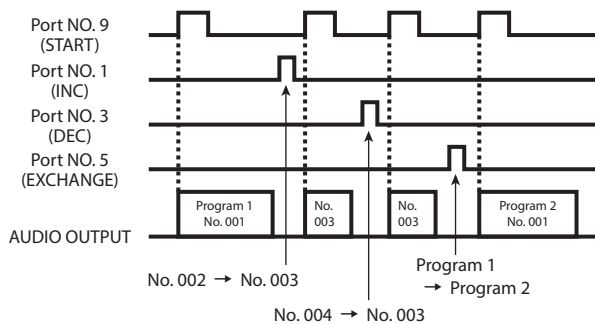 Port NO. 9
(START)
Port NO. 1
(INC)
Port NO. 3
(DEC)
Port NO. 5
(EXCHANGE)
AUDIO OUTPUT
Program 1
No. 001
No.
003
No.
003
Program 2
No. 001
No. 002 → No. 003
No. 004 → No. 003
Program 1
→ Program 2